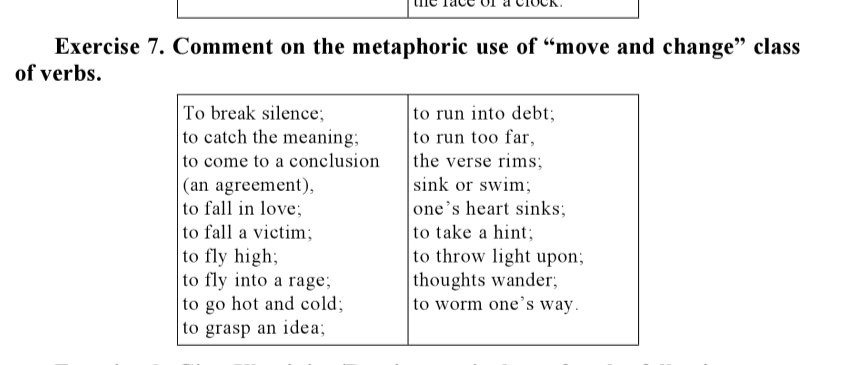 the face of a clock.
Exercise 7. Comment on the metaphoric use of “move and change” class
of verbs.
To break silence;
to catch the meaning;
to come to a conclusion
(an agreement),
to fall in love;
to fall a victim;
to fly high;
to fly into a rage;
to go hot and cold;
to grasp an idea;
to run into debt;
to run too far,
the verse rims;
sink or swim;
one’s heart sinks;
to take a hint;
to throw light upon;
thoughts wander;
to worm one’s way.